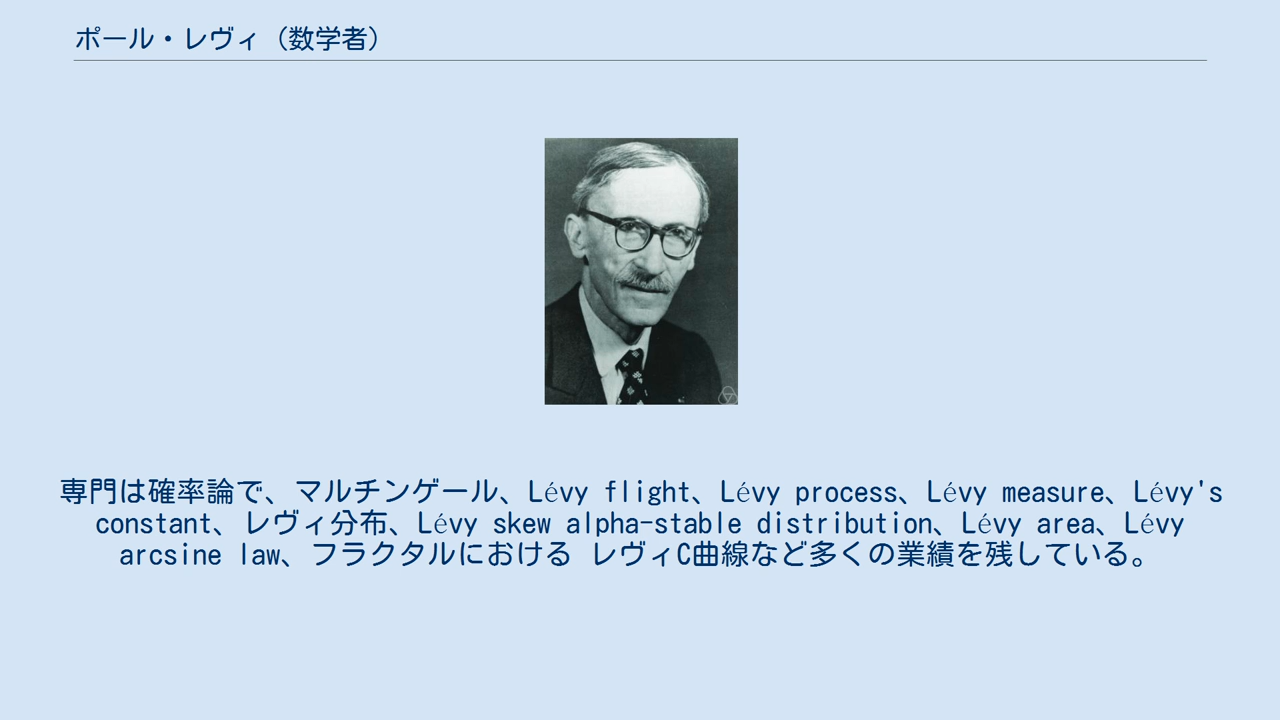 ポール・レヴィ（数学者）
専門は確率論で、マルチンゲール、Lévy flight、Lévy process、Lévy measure、Lévy's
constant、レヴィ分布、Lévy skew alpha-stable distribution、Lévy area、Lévy
arcsine law、フラクタルにおける レヴィC曲線など多くの業績を残している。